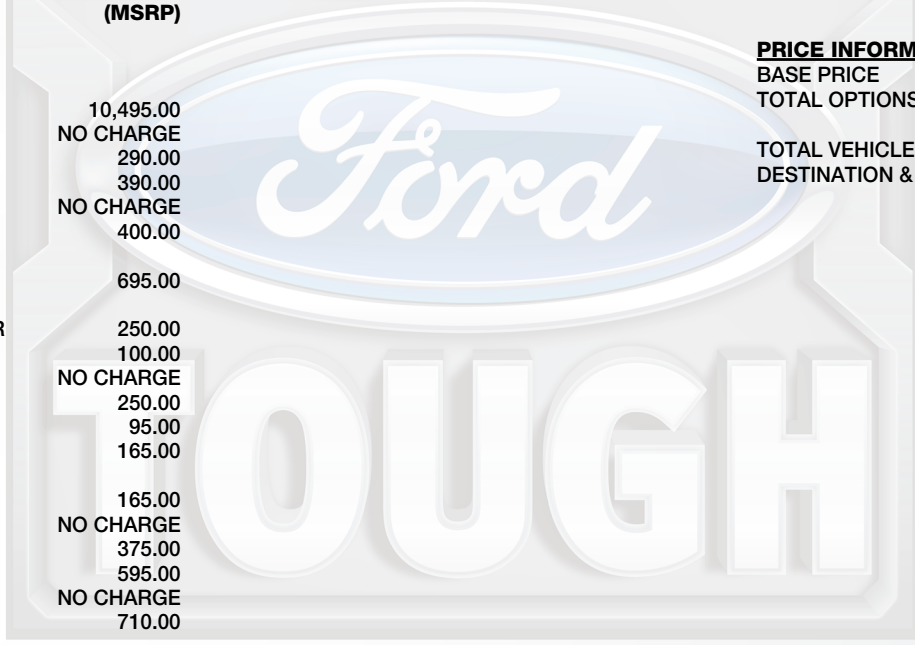 (MSRP)
PRICE INFORM
BASE PRICE
TOTAL OPTIONS
TOTAL VEHICLE
DESTINATION &
10,495.00
NO CHARGE
290.00
390.00
NO CHARGE
400.00
695.00
R 250.00
100.00
NO CHARGE
250.00
95.00
165.00
165.00
NO CHARGE
375.00
595.00
NO CHARGE
710.00
Ford
TOUGH